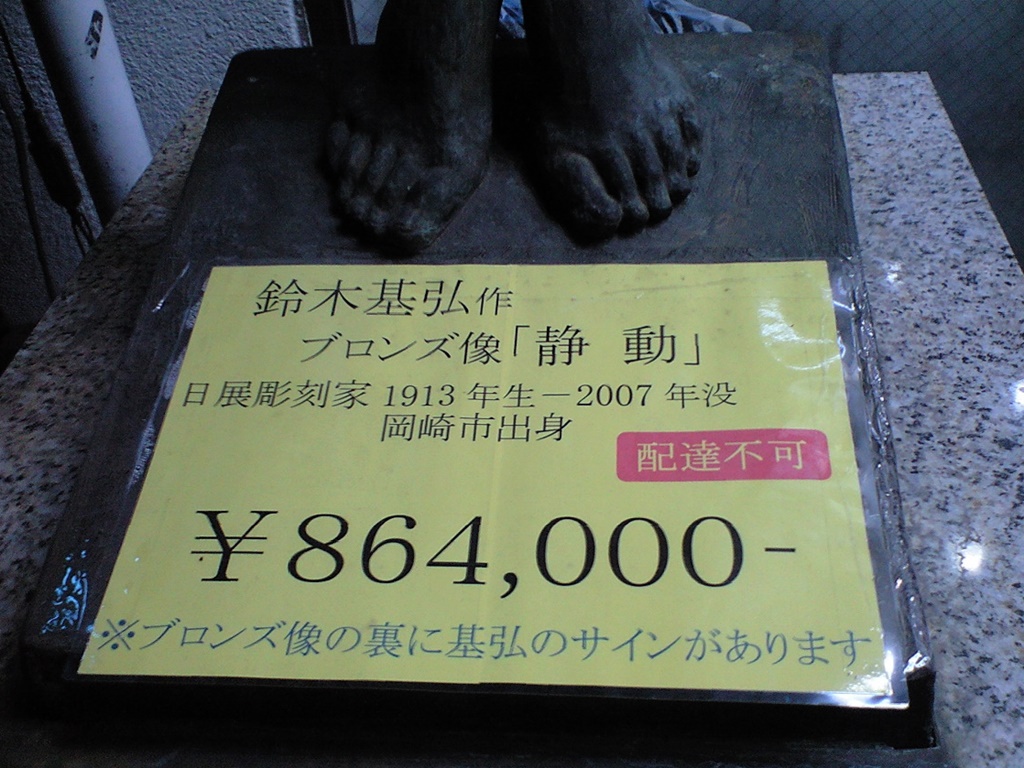 鈴木基弘作
ブロンズ像「静 動」
日展彫刻家 1913 年生－2007 年没
岡崎市出身
配達不可
￥864,000-
※ブロンズ像の裏に基弘のサインがあります